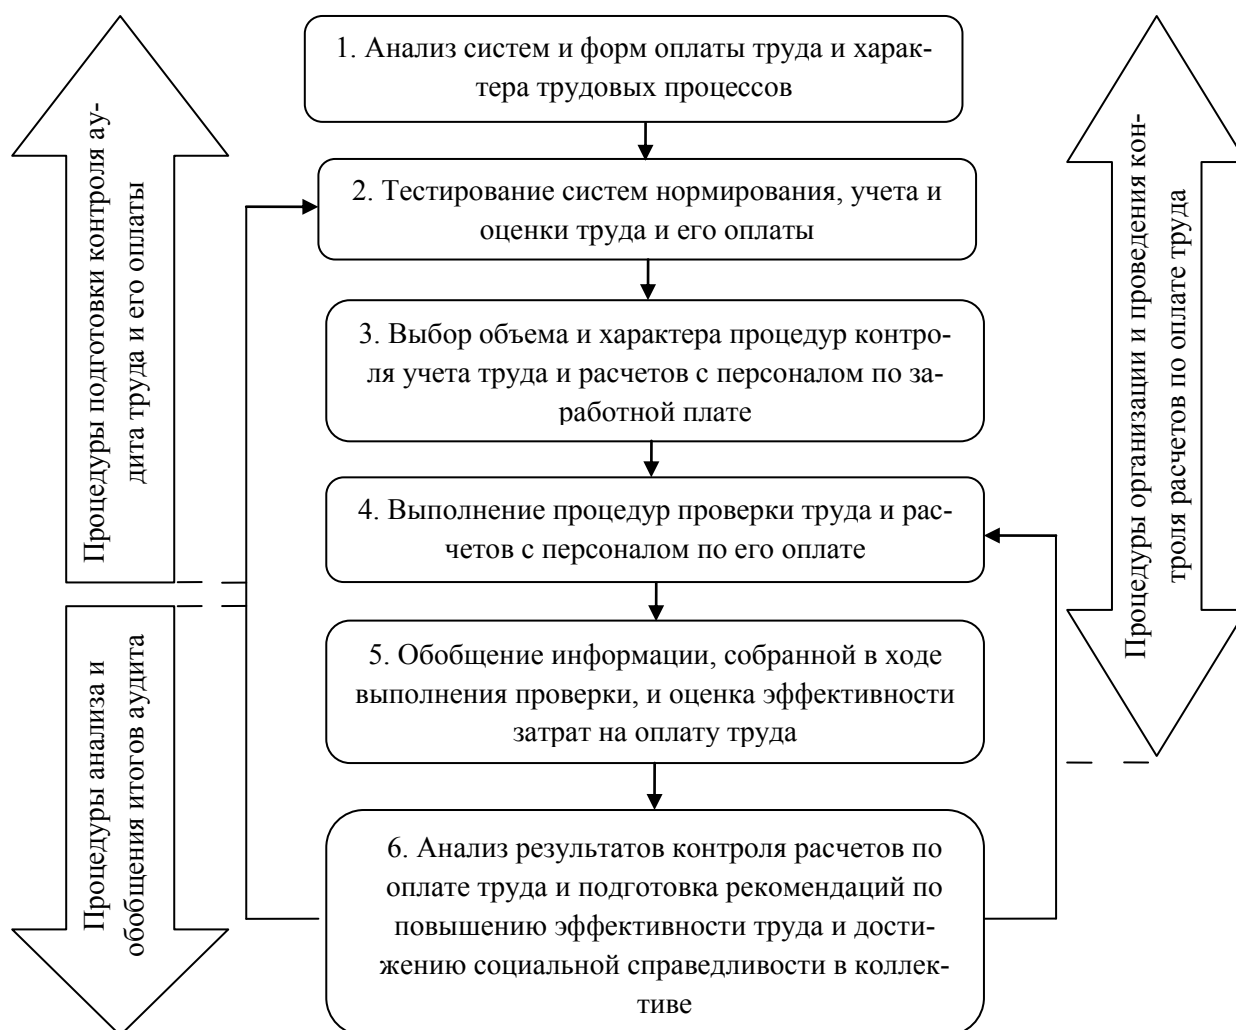 1. Анализ систем и форм оплаты труда и харак-
тера трудовых процессов
2. Тестирование систем нормирования, учета и
оценки труда и его оплаты
3. Выбор объема и характера процедур контро-
ля учета труда и расчетов с персоналом по за-
работной плате
4. Выполнение процедур проверки труда и рас-
четов с персоналом по его оплате
5. Обобщение информации, собранной в ходе
выполнения проверки, и оценка эффективности
затрат на оплату труда
6. Анализ результатов контроля расчетов по
оплате труда и подготовка рекомендаций по
повышению эффективности труда и дости-
жению социальной справедливости в коллек-
тиве
Процедуры подготовки контроля ау-
дита труда и его оплаты
Процедуры анализа и
обобщения итогов аудита
Процедуры организации и проведения кон-
троля расчетов по оплате труда